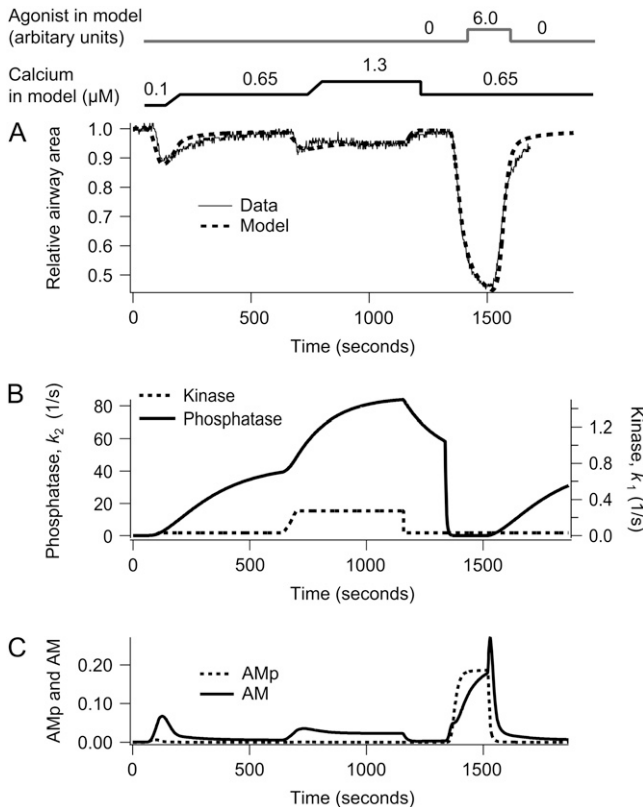 Agonist in model
(arbitary units)
0 6.0 0
Calcium
in model (µM)
0.1 0.65 1.3 0.65
A
Relative airway area
1.0
0.9
0.8
0.7
0.6
0.5
Data
Model
0 500 1000 1500
Time (seconds)
B
Phosphatase, k2 (1/s)
80
60
40
20
0
Kinase
Phosphatase
Kinase, k1 (1/s)
1.2
0.8
0.4
0.0
0 500 1000 1500
Time (seconds)
C
AMp and AM
0.20
0.10
0.00
AMp
AM
0 500 1000 1500
Time (seconds)